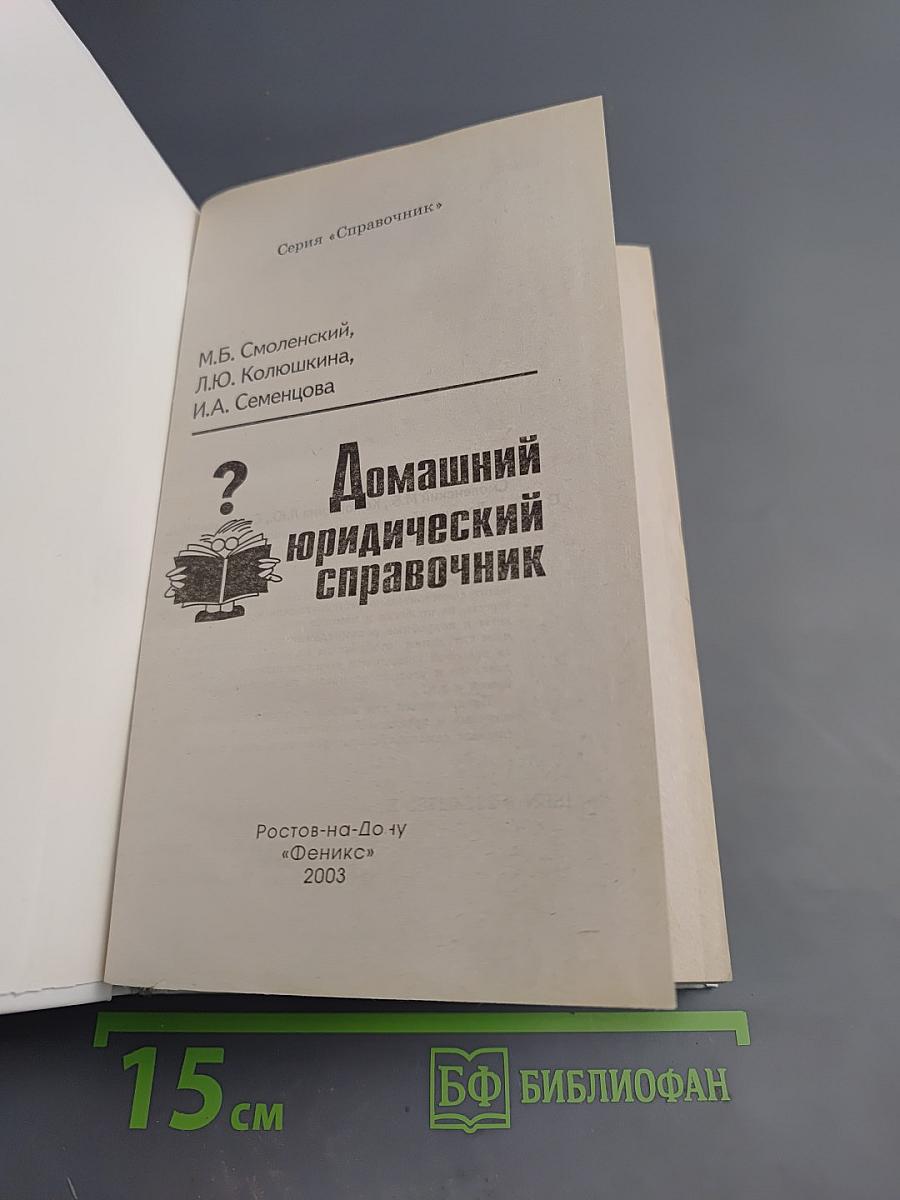 Серия «Справочник»
М.Б. Смоленский,
Л.Ю. Колюшкина,
И.А. Семенцова
?
Домашний
юридический
справочник
Ростов-на-Дону
«Феникс»
2003
15 см
БФ БИБЛИОФАН